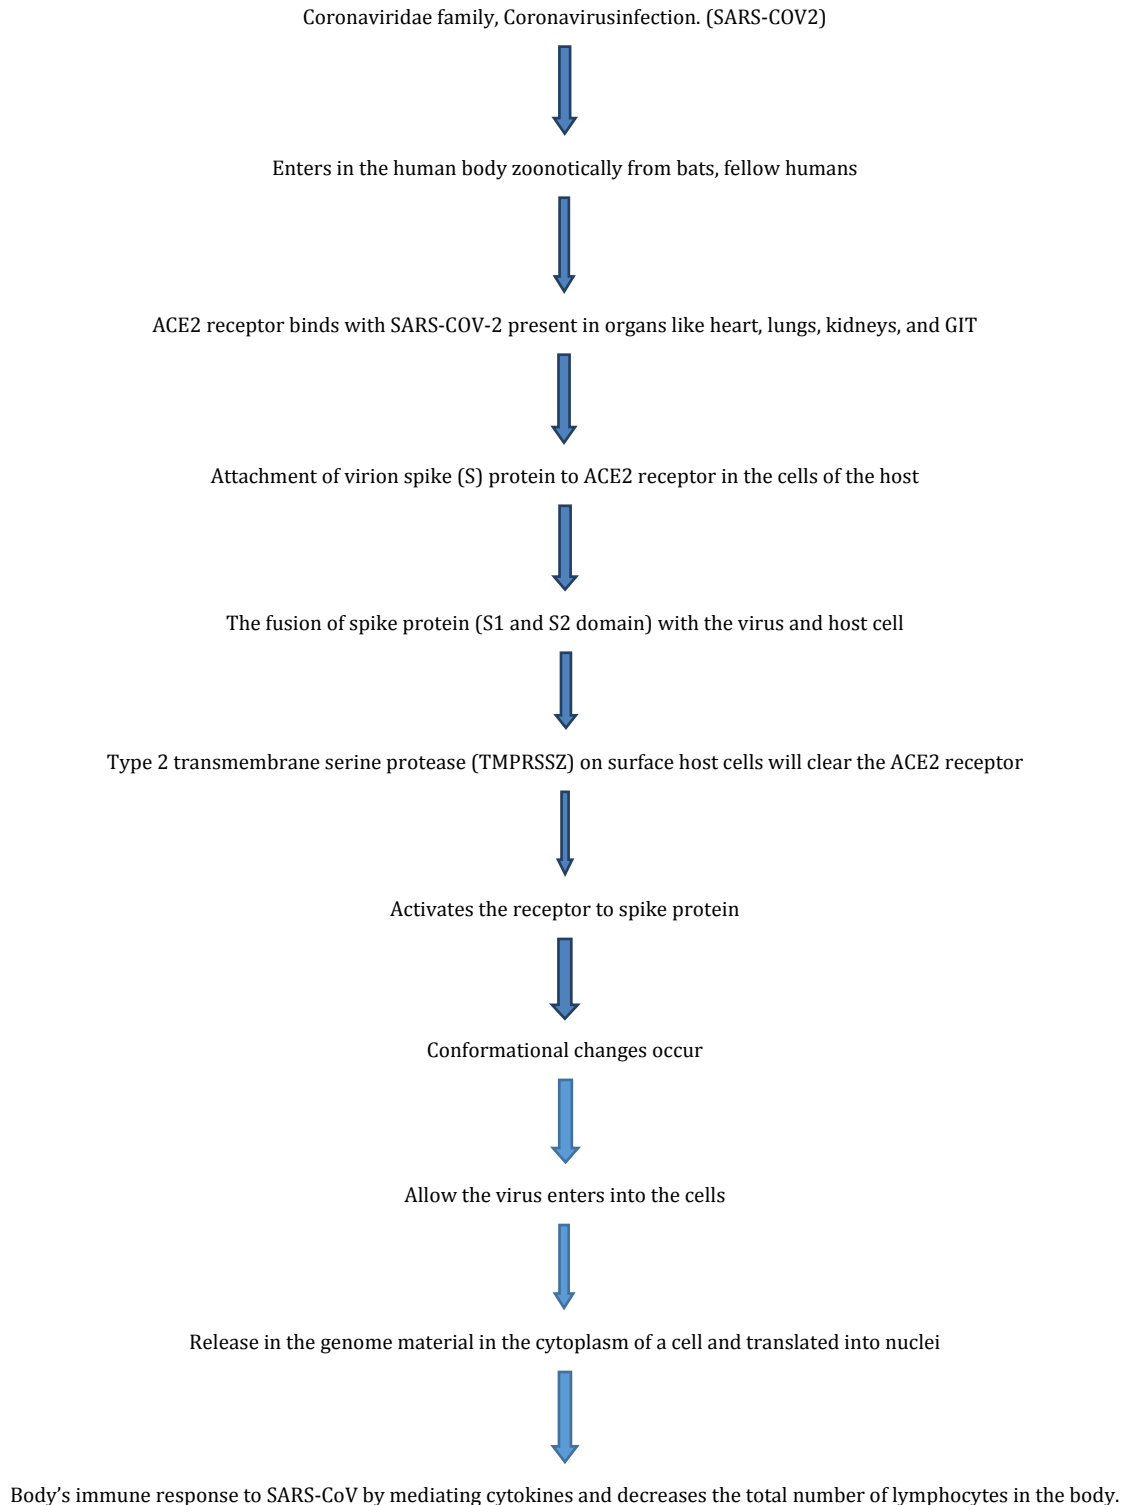 Coronaviridae family, Coronavirusinfection. (SARS-COV2)
Enters in the human body zoonotically from bats, fellow humans
ACE2 receptor binds with SARS-COV-2 present in organs like heart, lungs, kidneys, and GIT
Attachment of virion spike (S) protein to ACE2 receptor in the cells of the host
The fusion of spike protein (S1 and S2 domain) with the virus and host cell
Type 2 transmembrane serine protease (TMPRSSZ) on surface host cells will clear the ACE2 receptor
Activates the receptor to spike protein
Conformational changes occur
Allow the virus enters into the cells
Release in the genome material in the cytoplasm of a cell and translated into nuclei
Body’s immune response to SARS-CoV by mediating cytokines and decreases the total number of lymphocytes in the body.